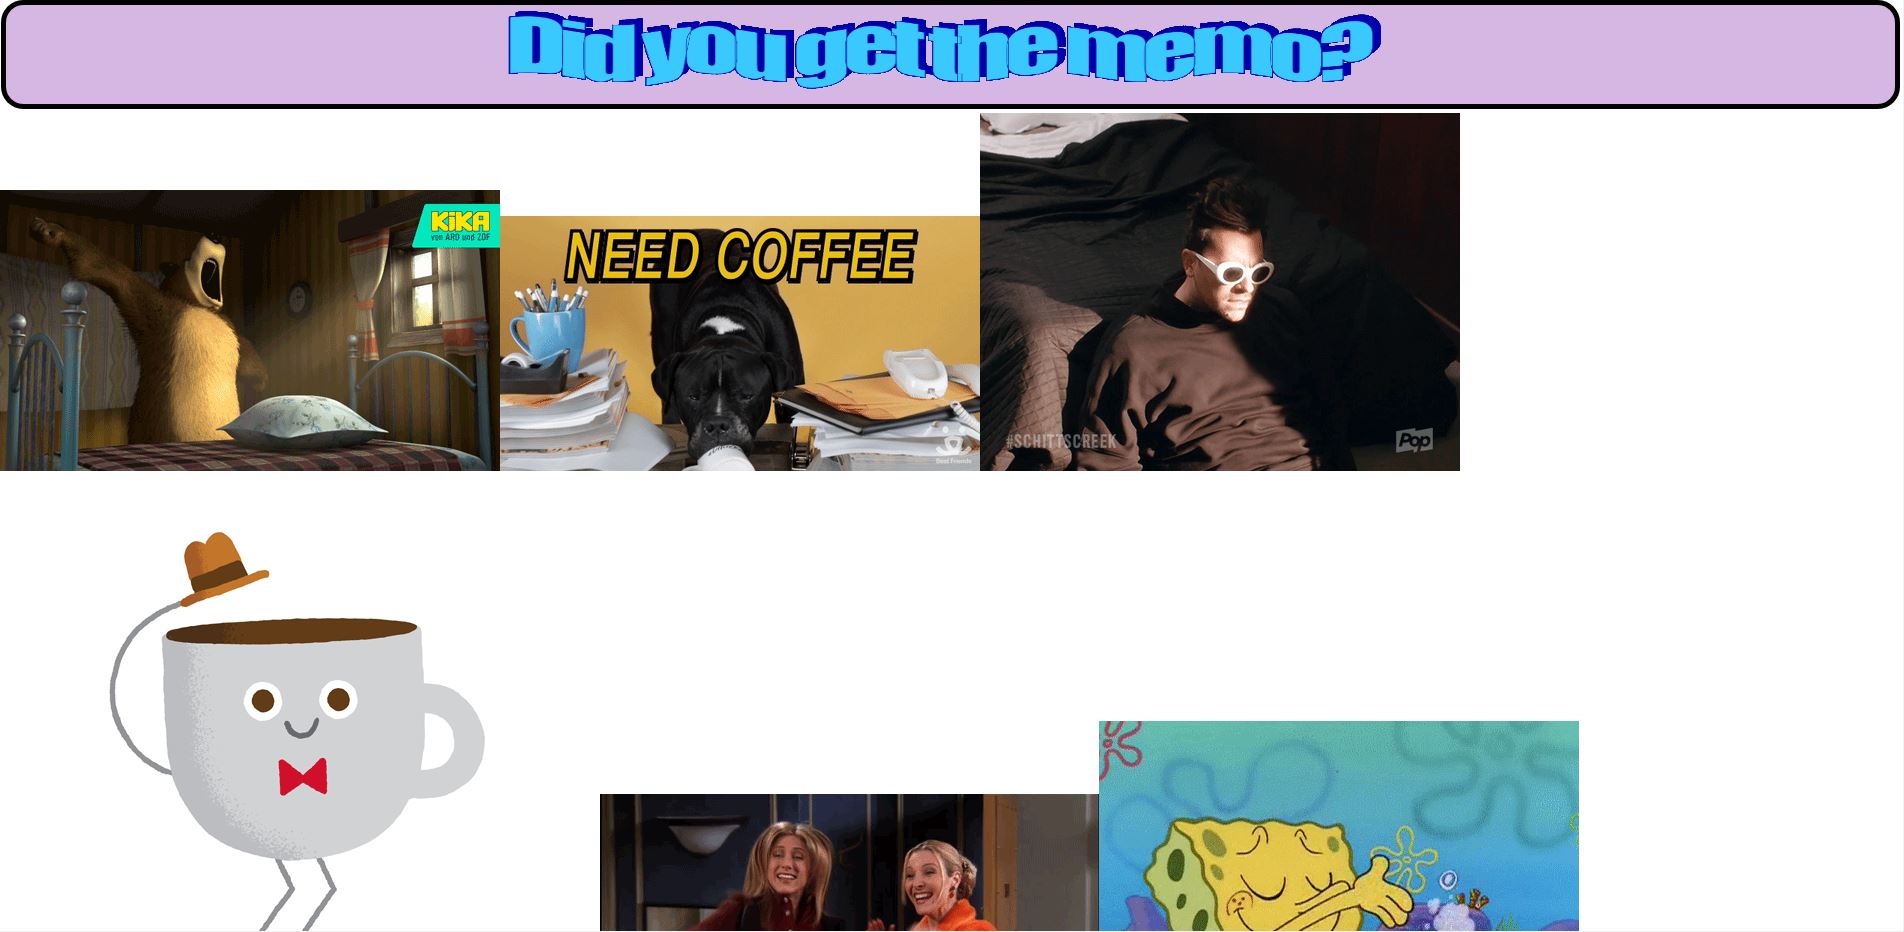 Did you get the memo?
KiKA
von ARD und ZDF
NEED COFFEE
Best Friends
#SCHITTSCREEK
Pop